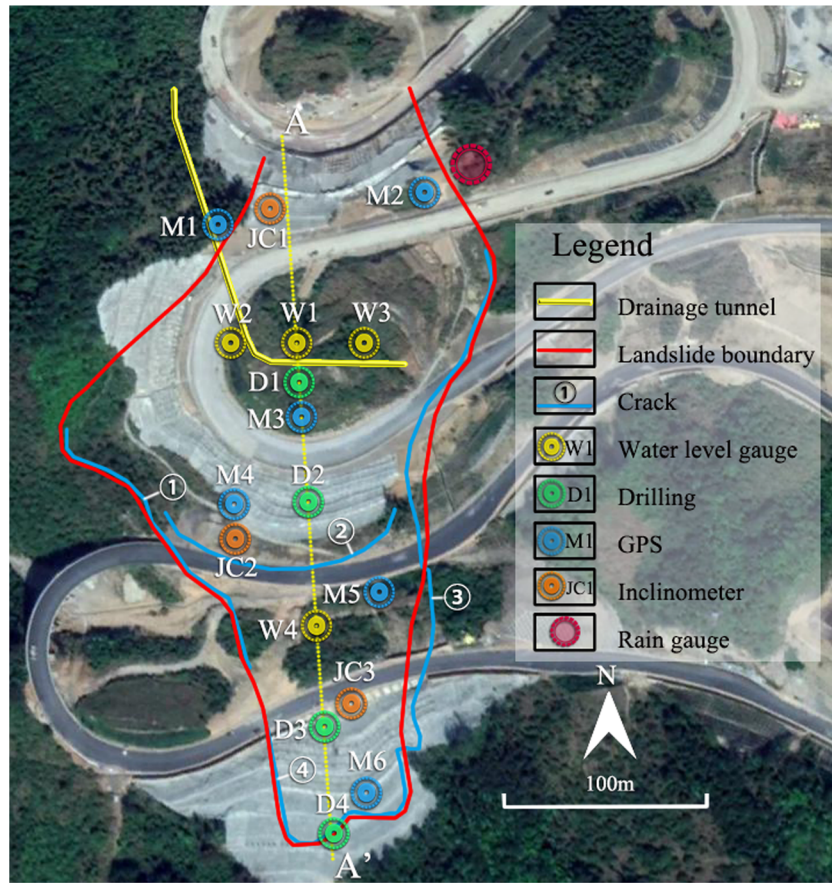 A
M2
M1
JC1
Legend
W2
W1
W3
Drainage tunnel
Landslide boundary
D1
① Crack
M3
W1 Water level gauge
①
M4
D2
D1 Drilling
②
M1 GPS
JC2
M5
③
JC1 Inclinometer
W4
Rain gauge
JC3
N
D3
④
M6
100m
D4
A’